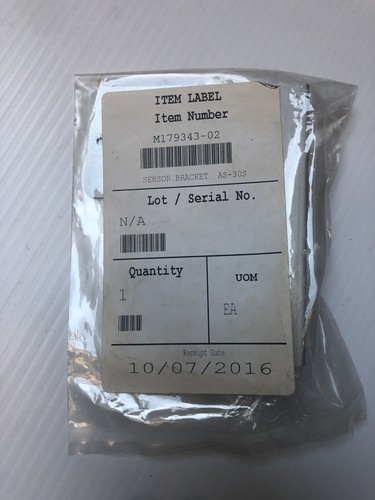 ITEM LABEL
Item Number
M179343-02
SENSOR BRACKET AS-30S
Lot / Serial No.
N/A
Quantity
UOM
1
EA
Receipt Date
10/07/2016